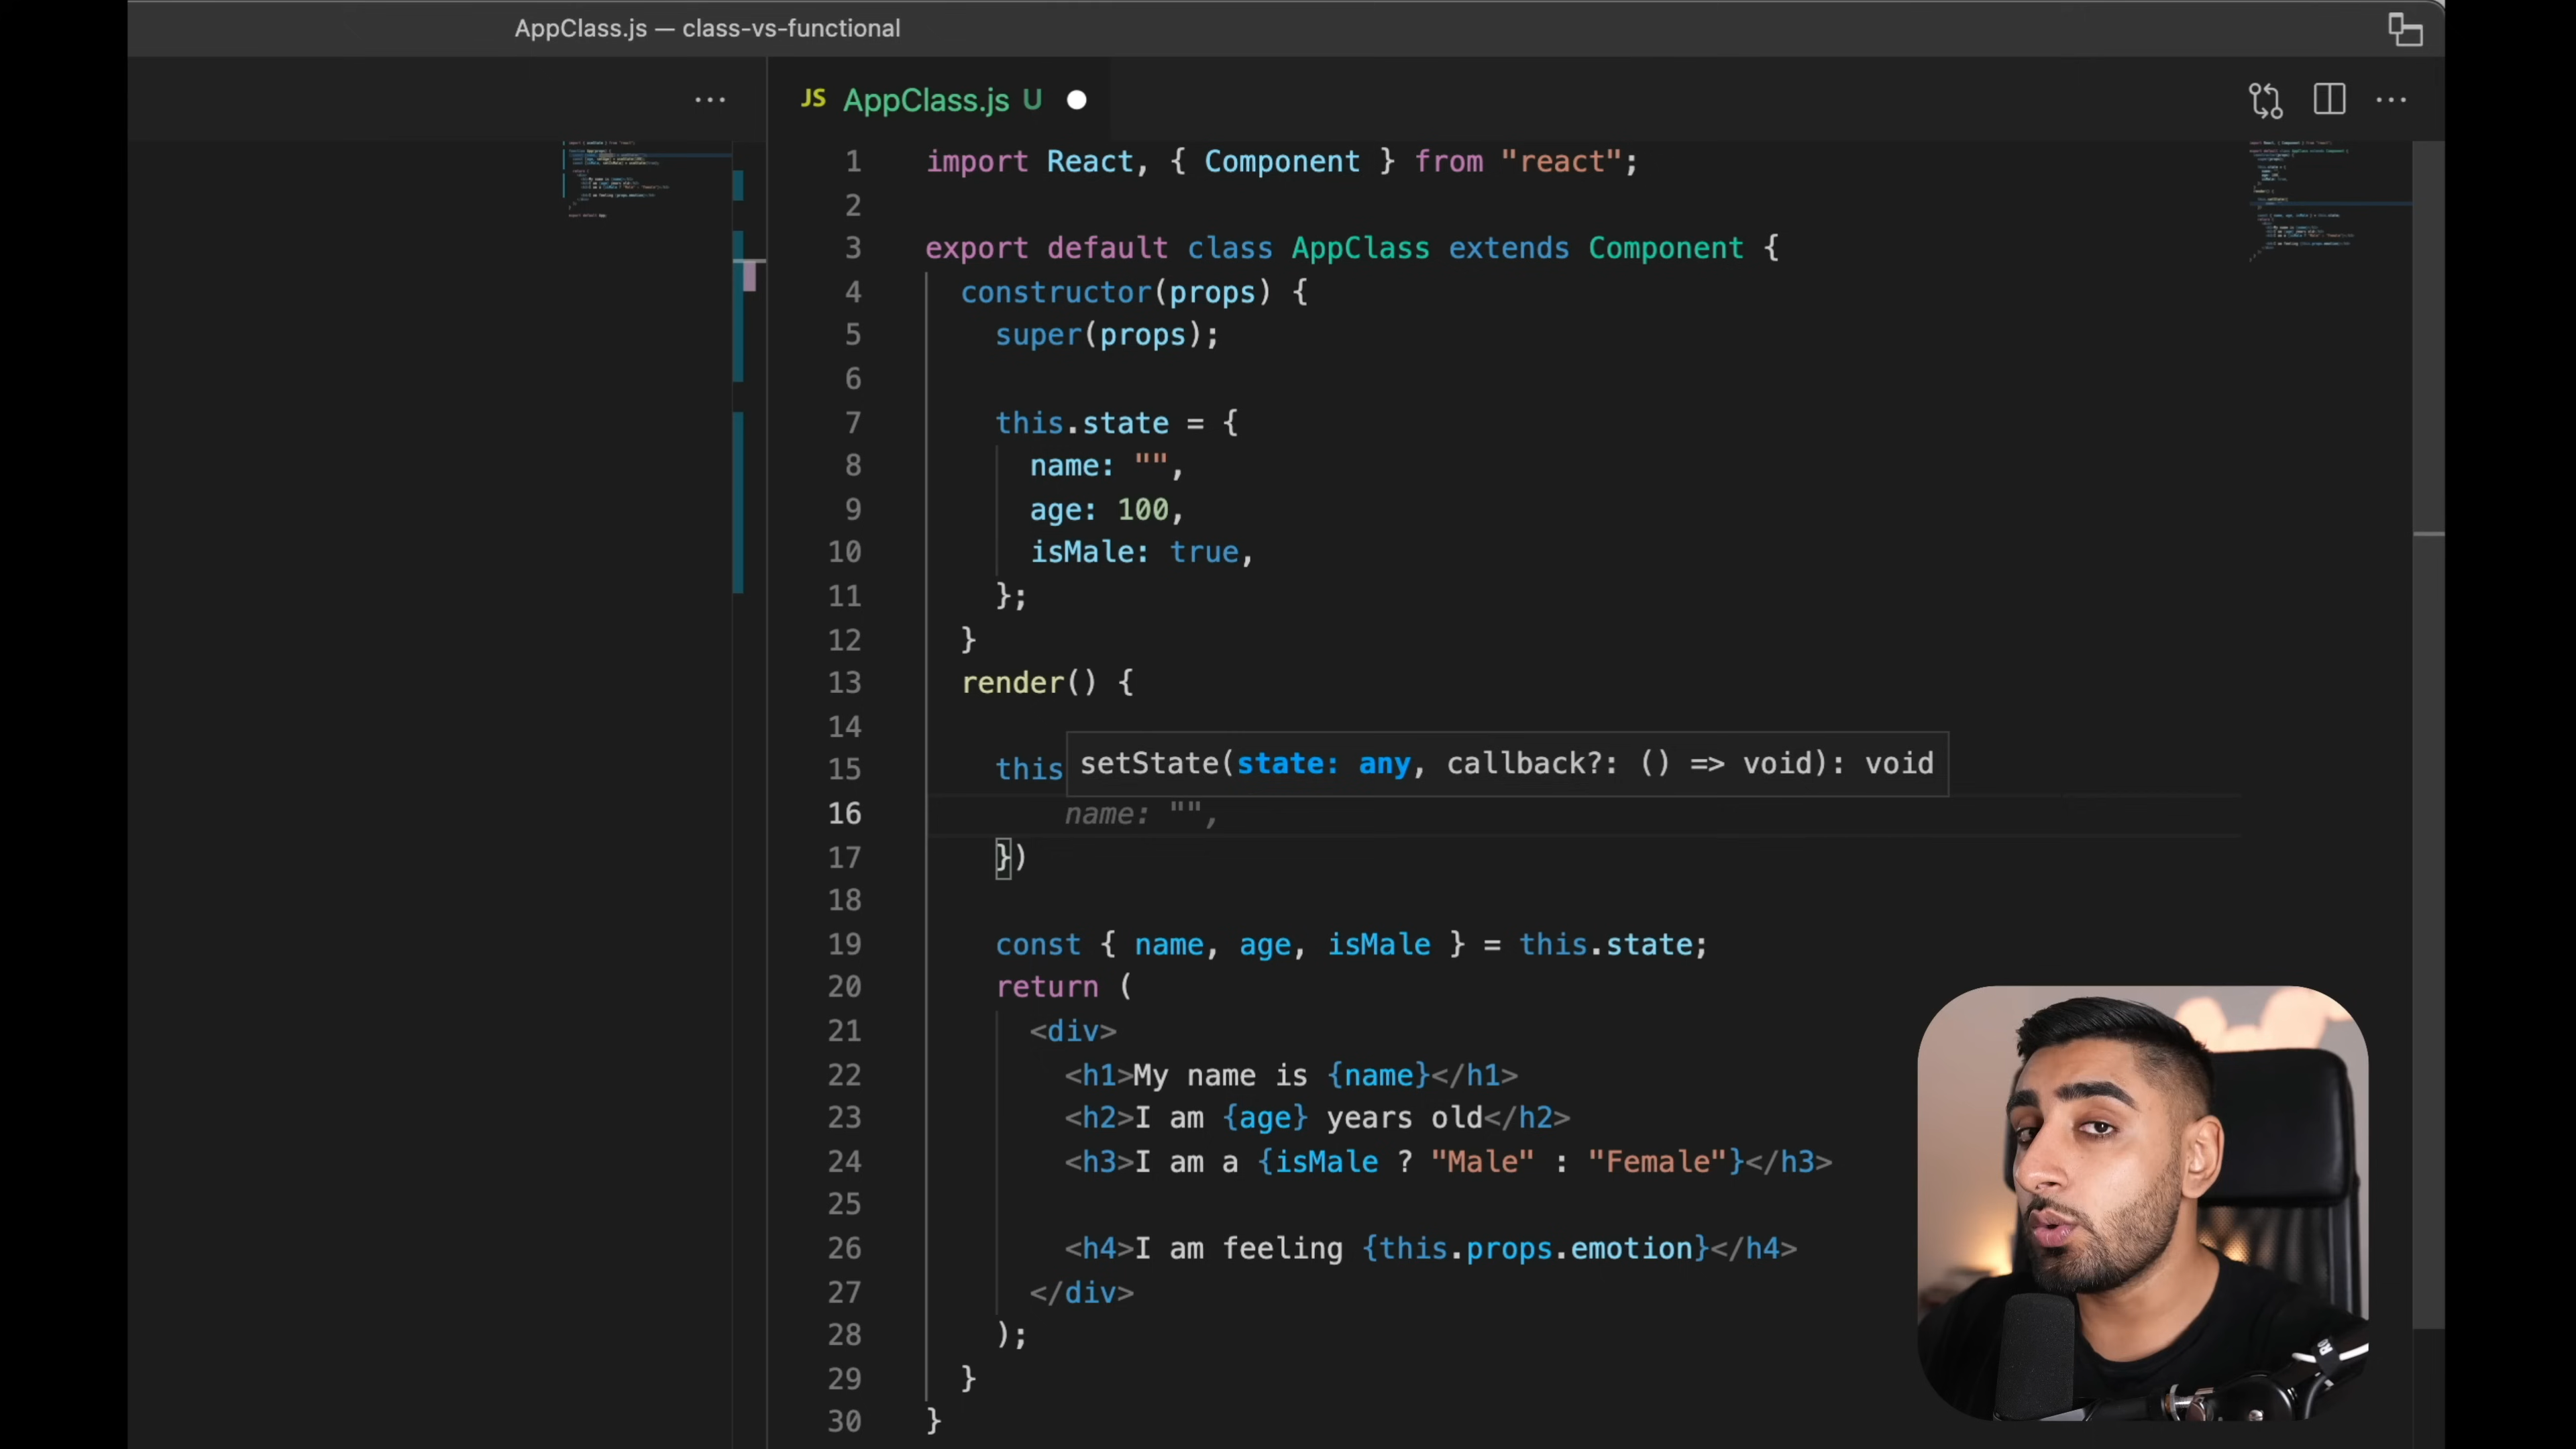 AppClass.js — class-vs-functional
JS AppClass.js U
1 import React, { Component } from "react";
2
3 export default class AppClass extends Component {
4 constructor(props) {
5 super(props);
6
7 this.state = {
8 name: "",
9 age: 100,
10 isMale: true,
11 };
12 }
13 render() {
14
15 this
setState(state: any, callback?: () => void): void
16 name: "",
17 })
18
19 const { name, age, isMale } = this.state;
20 return (
21 <div>
22 <h1>My name is {name}</h1>
23 <h2>I am {age} years old</h2>
24 <h3>I am a {isMale ? "Male" : "Female"}</h3>
25
26 <h4>I am feeling {this.props.emotion}</h4>
27 </div>
28 );
29 }
30 }